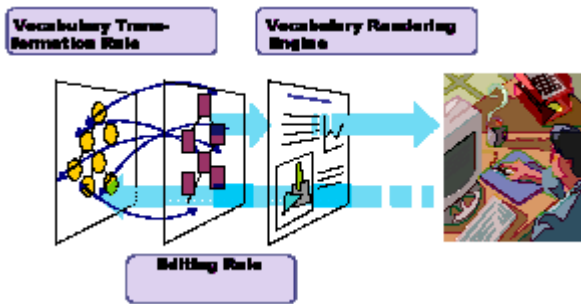 Vocabulary Trans-
formation Rule
Vocabulary Rendering
Engine
Editing Rule